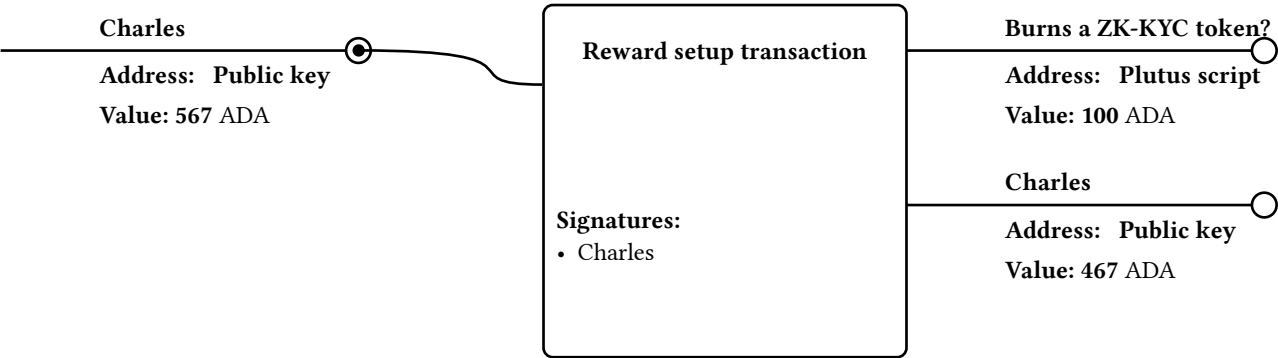 Charles
Address: Public key
Value: 567 ADA
Reward setup transaction
Signatures:
• Charles
Burns a ZK-KYC token?
Address: Plutus script
Value: 100 ADA
Charles
Address: Public key
Value: 467 ADA